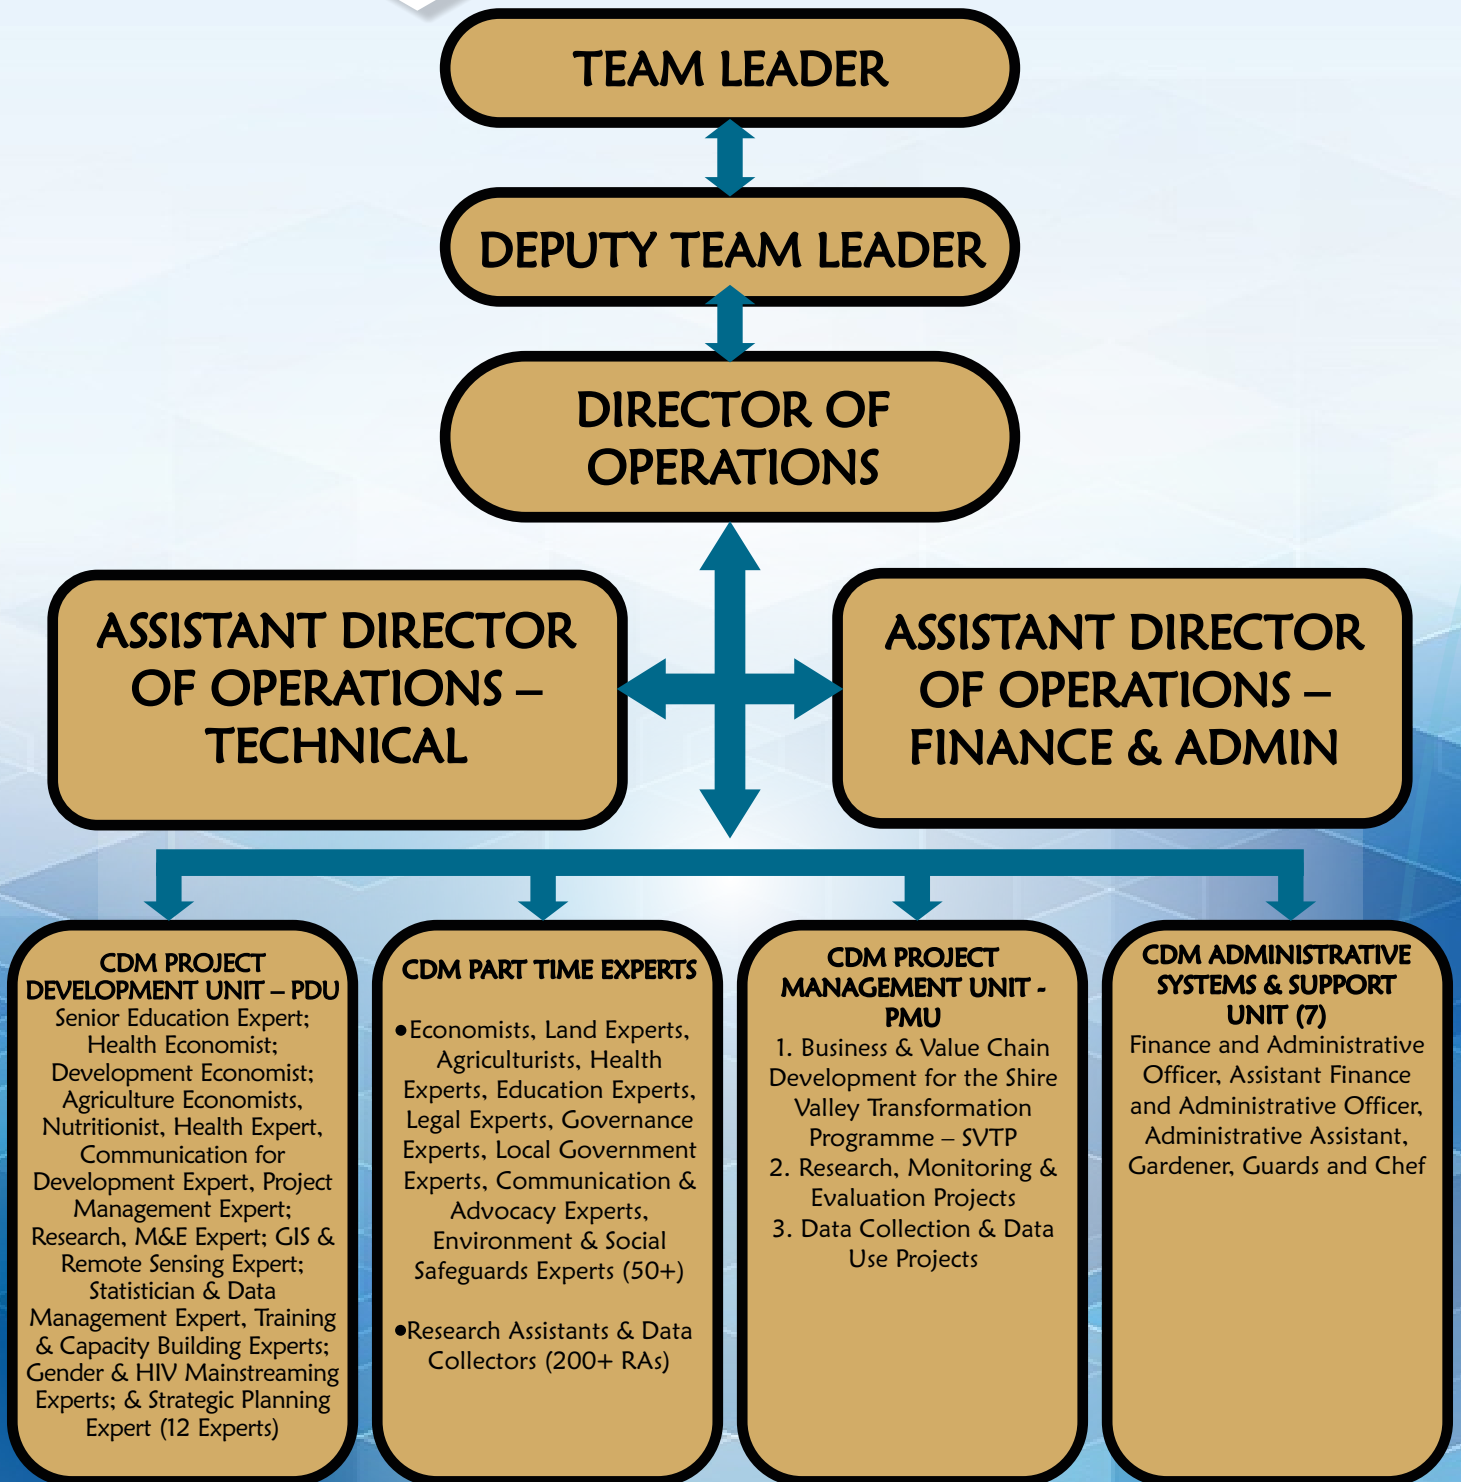 TEAM LEADER
DEPUTY TEAM LEADER
DIRECTOR OF
OPERATIONS
ASSISTANT DIRECTOR
OF OPERATIONS –
TECHNICAL
ASSISTANT DIRECTOR
OF OPERATIONS –
FINANCE & ADMIN
CDM PROJECT
DEVELOPMENT UNIT – PDU
Senior Education Expert;
Health Economist;
Development Economist;
Agriculture Economists,
Nutritionist, Health Expert,
Communication for
Development Expert, Project
Management Expert;
Research, M&E Expert; GIS &
Remote Sensing Expert;
Statistician & Data
Management Expert, Training
& Capacity Building Experts;
Gender & HIV Mainstreaming
Experts; & Strategic Planning
Expert (12 Experts)
CDM PART TIME EXPERTS
•Economists, Land Experts,
Agriculturists, Health
Experts, Education Experts,
Legal Experts, Governance
Experts, Local Government
Experts, Communication &
Advocacy Experts,
Environment & Social
Safeguards Experts (50+)
•Research Assistants & Data
Collectors (200+ RAs)
CDM PROJECT
MANAGEMENT UNIT -
PMU
1. Business & Value Chain
Development for the Shire
Valley Transformation
Programme – SVTP
2. Research, Monitoring &
Evaluation Projects
3. Data Collection & Data
Use Projects
CDM ADMINISTRATIVE
SYSTEMS & SUPPORT
UNIT (7)
Finance and Administrative
Officer, Assistant Finance
and Administrative Officer,
Administrative Assistant,
Gardener, Guards and Chef